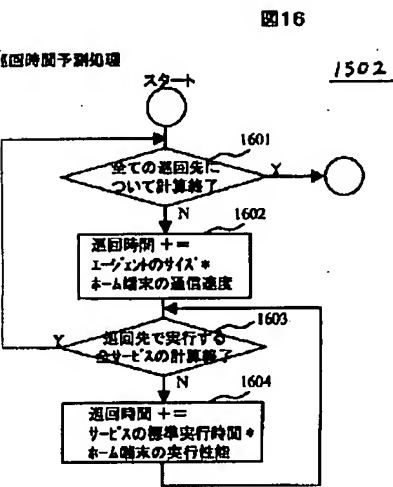 図16
巡回時間予測処理
1502
スタート
1601
全ての巡回先に
ついて計算終了
Y
N
1602
巡回時間 +=
エージェントのサイズ*
ホーム端末の通信速度
1603
巡回先で実行する
全サービスの計算終了
Y
N
1604
巡回時間 +=
サービスの標準実行時間*
ホーム端末の実行性能